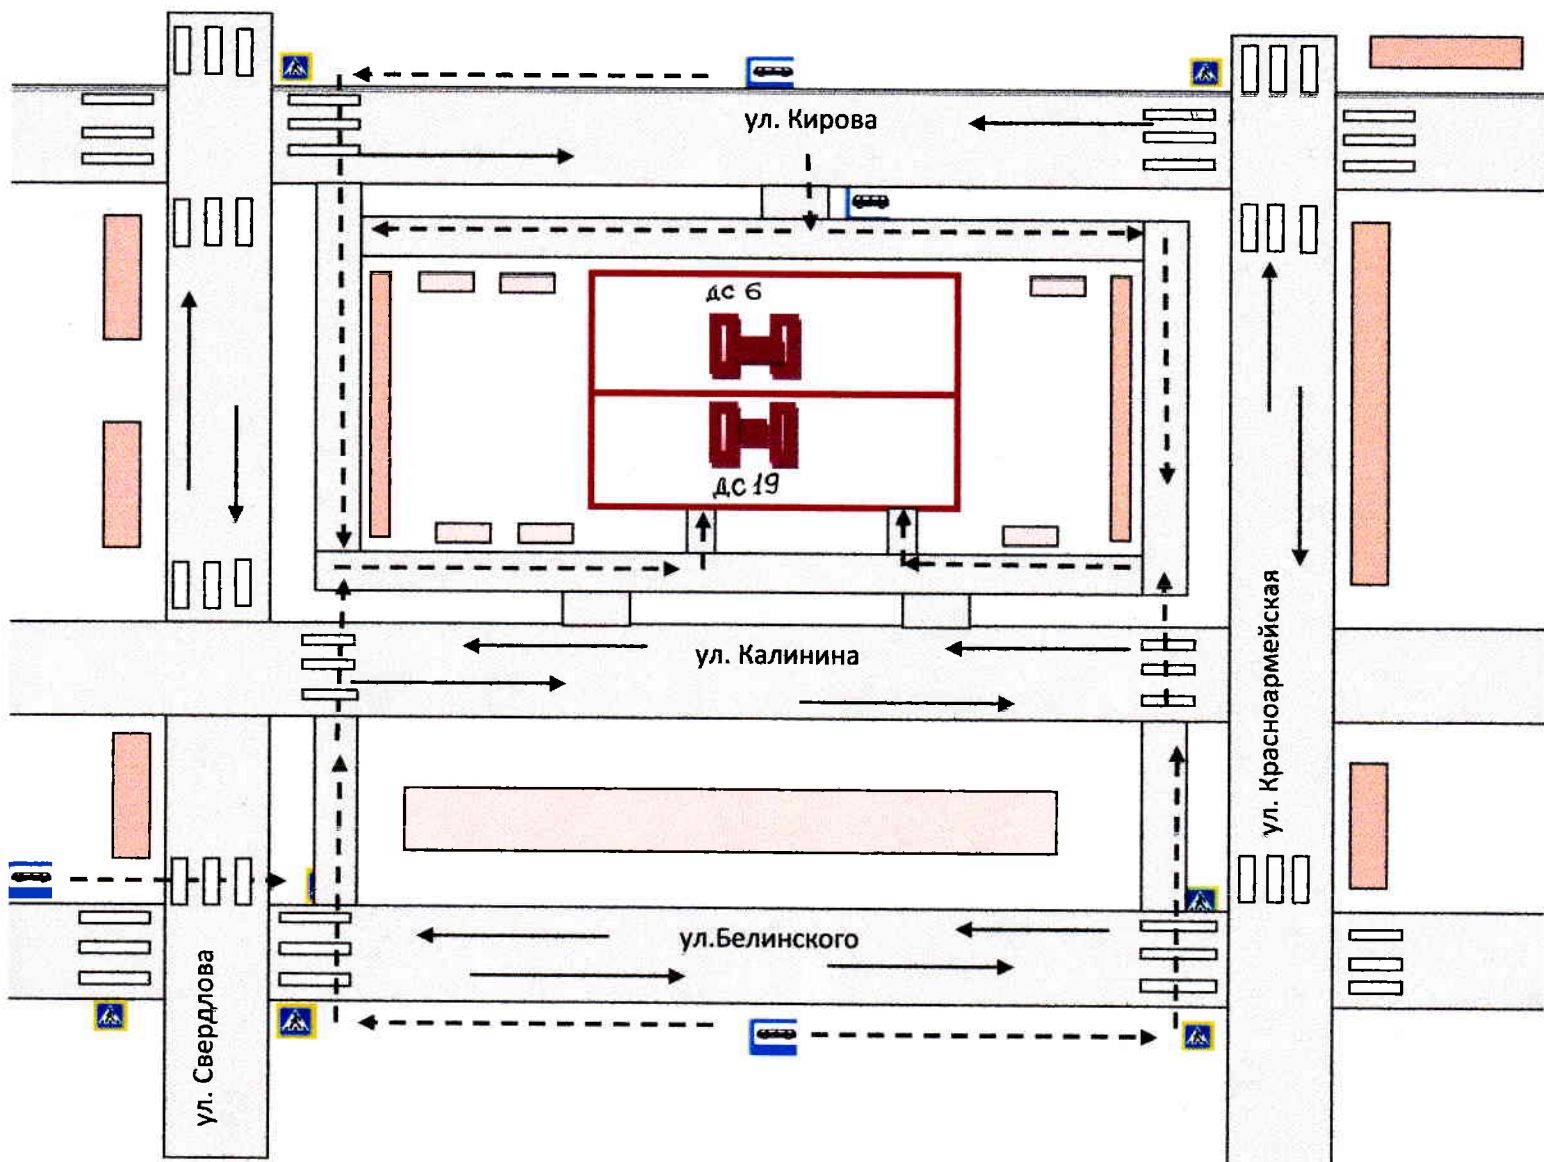 ул. Кирова
дс 6
дс 19
ул. Калинина
ул. Красноармейская
ул.Белинского
ул. Свердлова